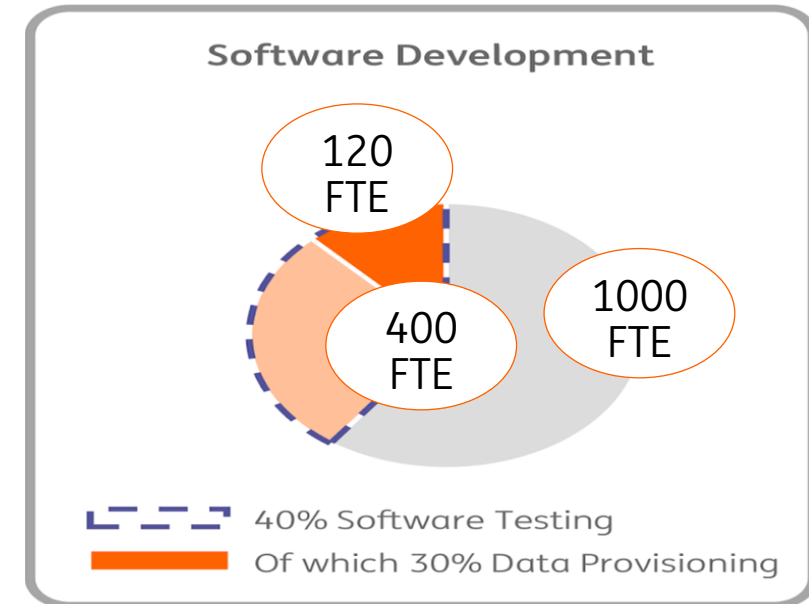 Software Development
120
FTE
1000
FTE
400
FTE
40% Software Testing
Of which 30% Data Provisioning